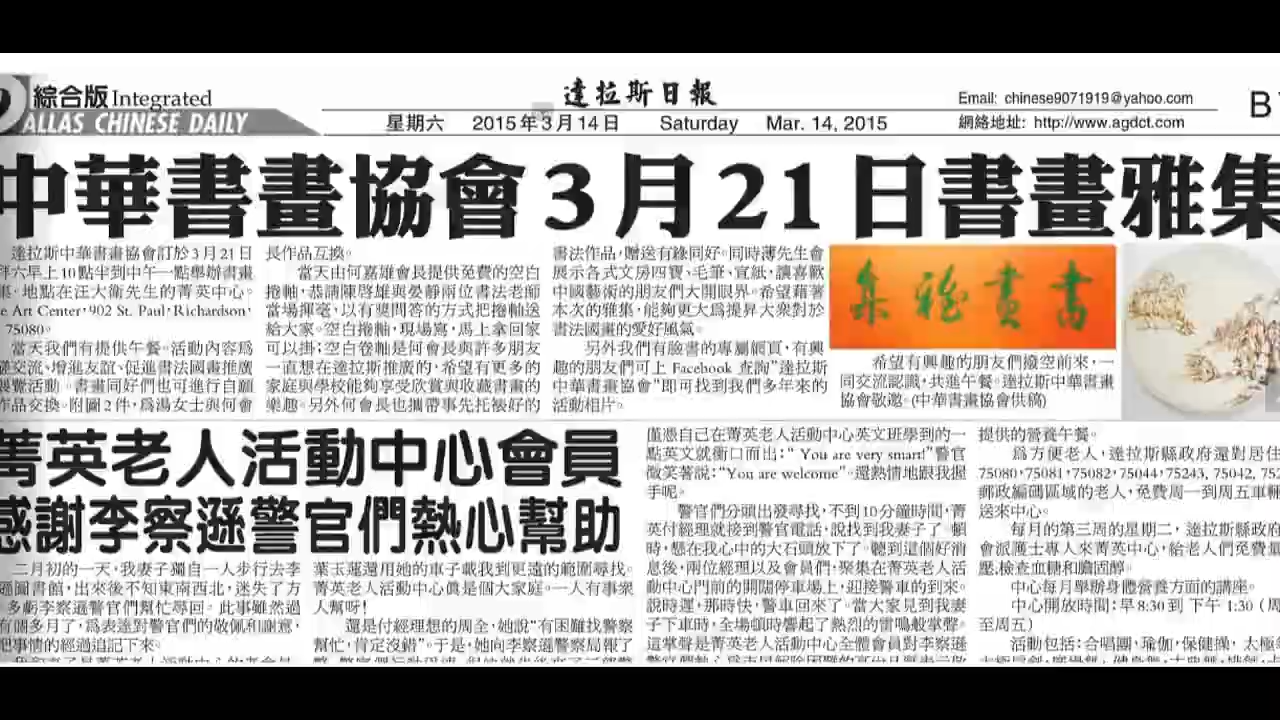 綜合版 Integrated
ALLAS CHINESE DAILY
達拉斯日報
星期六 2015年3月14日 Saturday Mar. 14, 2015
Email: chinese9071919@yahoo.com
網絡地址: http://www.agdct.com
中華書畫協會3月21日書畫雅集
達拉斯中華書畫協會訂於3月21日
六早上10點半到中午一點舉辦書畫
集。地點在汪大衛先生的菁英中心。
e Art Center, 902 St. Paul, Richardson,
75080。
當天我們有提供午餐。活動內容為
交流、增進友誼、促進書法國畫推廣
展覽活動。書畫同好們也可進行自願
作品交換。附圖2件，為湯女士與何會
長作品互換。
當天由何嘉雄會長提供免費的空白
捲軸，恭請陳啓雄與晏靜兩位書法老師
當場揮毫，以有獎問答的方式把捲軸送
給大家。空白捲軸，現場寫，馬上拿回家
可以掛；空白卷軸是何會長與許多朋友
一直想在達拉斯推廣的，希望有更多的
家庭與學校能夠享受欣賞與收藏書畫的
樂趣。另外何會長也攜帶事先托裱好的
書法作品，贈送有緣同好。同時薄先生會
展示各式文房四寶、毛筆、宣紙，讓喜歡
中國藝術的朋友們大開眼界。希望藉著
本次的雅集，能夠更大為提昇大眾對於
書法國畫的愛好風氣。
另外我們有臉書的專屬網頁，有興
趣的朋友們可上 Facebook 查詢"達拉斯
中華書畫協會"即可找到我們多年來的
活動相片。
集雅畫書
希望有興趣的朋友們撥空前來，一
同交流認識，共進午餐。達拉斯中華書畫
協會敬邀。(中華書畫協會供稿)
菁英老人活動中心會員
感謝李察遜警官們熱心幫助
二月初的一天，我妻子獨自一人步行去李
遜圖書館，出來後不知東南西北，迷失了方
。多虧李察遜警官們幫忙尋回。此事雖然過
有個多月了，為表達對警官們的敬佩和謝意，
把事情的經過追記下來。
葉玉蓮還用她的車子載我到更遠的範圍尋找。
菁英老人活動中心眞是個大家庭。一人有事衆
人幫呀！
還是付經理想的周全，她說"有困難找警察
幫忙，肯定沒錯"。于是，她向李察遜警察局報了
僅憑自己在菁英老人活動中心英文班學到的一
點英文就衝口而出：" You are very smart!"警官
微笑著說："You are welcome"。還熱情地跟我握
手呢。
警官們分頭出發尋找，不到10分鐘時間，菁
英付經理就接到警官電話，說找到我妻子了。頓
時，懸在我心中的大石頭放下了。聽到這個好消
息後，兩位經理以及會員們，聚集在菁英老人活
動中心門前的開闊停車場上，迎接警車的到來。
說時遲，那時快，警車回來了。當大家見到我妻
子下車時，全場頓時響起了熱烈的雷鳴般掌聲。
這掌聲是菁英老人活動中心全體會員對李察遜
提供的營養午餐。
為方便老人，達拉斯縣政府還對居住
75080, 75081, 75082, 75044, 75243, 75042, 752
郵政編碼區域的老人，免費周一到周五車輛
送來中心。
每月的第三周的星期二，達拉斯縣政府
會派護士專人來菁英中心，給老人們免費量
壓，檢查血糖和膽固醇。
中心每月舉辦身體營養方面的講座。
中心開放時間：早8:30 到 下午 1:30（周
至周五）
活動包括：合唱團，瑜伽，保健操，太極